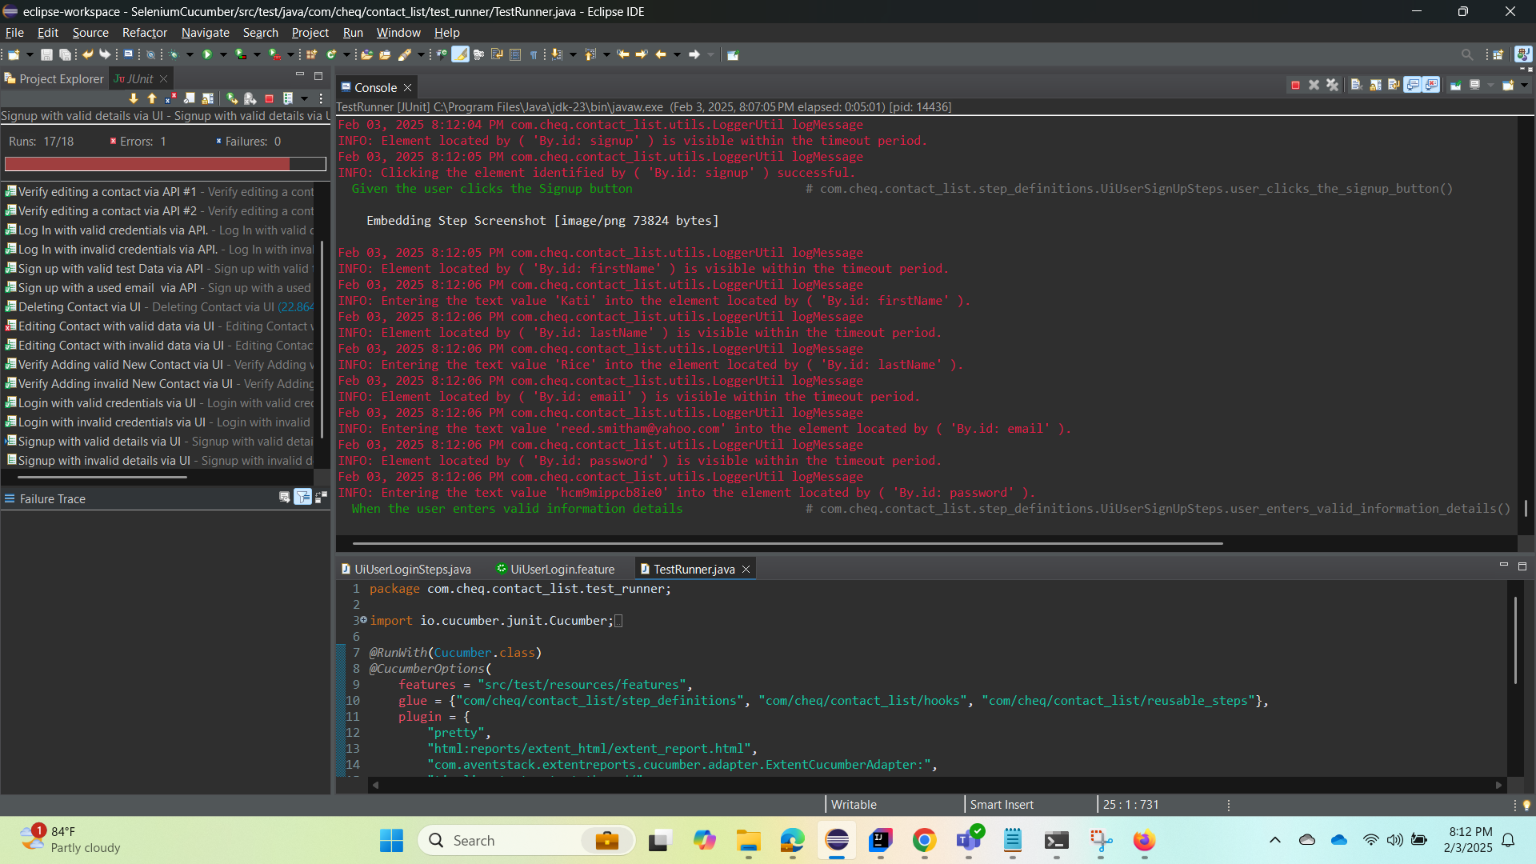 eclipse-workspace - SeleniumCucumber/src/test/java/com/cheq/contact_list/test_runner/TestRunner.java - Eclipse IDE
File Edit Source Refactor Navigate Search Project Run Window Help
Project Explorer JUnit
Signup with valid details via UI - Signup with valid details via U
Runs: 17/18 Errors: 1 Failures: 0
Verify editing a contact via API #1 - Verify editing a cont
Verify editing a contact via API #2 - Verify editing a cont
Log In with valid credentials via API. - Log In with valid c
Log In with invalid credentials via API. - Log In with inva
Sign up with valid test Data via API - Sign up with valid
Sign up with a used email via API - Sign up with a used
Deleting Contact via UI - Deleting Contact via UI (22.864
Editing Contact with valid data via UI - Editing Contact v
Editing Contact with invalid data via UI - Editing Contac
Verify Adding valid New Contact via UI - Verify Adding v
Verify Adding invalid New Contact via UI - Verify Adding
Login with valid credentials via UI - Login with valid cred
Login with invalid credentials via UI - Login with invalid
Signup with valid details via UI - Signup with valid detai
Signup with invalid details via UI - Signup with invalid d
Failure Trace
Console
TestRunner [JUnit] C:\Program Files\Java\jdk-23\bin\javaw.exe (Feb 3, 2025, 8:07:05 PM elapsed: 0:05:01) [pid: 14436]
Feb 03, 2025 8:12:04 PM com.cheq.contact_list.utils.LoggerUtil logMessage
INFO: Element located by ( 'By.id: signup' ) is visible within the timeout period.
Feb 03, 2025 8:12:05 PM com.cheq.contact_list.utils.LoggerUtil logMessage
INFO: Clicking the element identified by ( 'By.id: signup' ) successful.
Given the user clicks the Signup button # com.cheq.contact_list.step_definitions.UiUserSignUpSteps.user_clicks_the_signup_button()
Embedding Step Screenshot [image/png 73824 bytes]
Feb 03, 2025 8:12:05 PM com.cheq.contact_list.utils.LoggerUtil logMessage
INFO: Element located by ( 'By.id: firstName' ) is visible within the timeout period.
Feb 03, 2025 8:12:06 PM com.cheq.contact_list.utils.LoggerUtil logMessage
INFO: Entering the text value 'Kati' into the element located by ( 'By.id: firstName' ).
Feb 03, 2025 8:12:06 PM com.cheq.contact_list.utils.LoggerUtil logMessage
INFO: Element located by ( 'By.id: lastName' ) is visible within the timeout period.
Feb 03, 2025 8:12:06 PM com.cheq.contact_list.utils.LoggerUtil logMessage
INFO: Entering the text value 'Rice' into the element located by ( 'By.id: lastName' ).
Feb 03, 2025 8:12:06 PM com.cheq.contact_list.utils.LoggerUtil logMessage
INFO: Element located by ( 'By.id: email' ) is visible within the timeout period.
Feb 03, 2025 8:12:06 PM com.cheq.contact_list.utils.LoggerUtil logMessage
INFO: Entering the text value 'reed.smitham@yahoo.com' into the element located by ( 'By.id: email' ).
Feb 03, 2025 8:12:06 PM com.cheq.contact_list.utils.LoggerUtil logMessage
INFO: Element located by ( 'By.id: password' ) is visible within the timeout period.
Feb 03, 2025 8:12:06 PM com.cheq.contact_list.utils.LoggerUtil logMessage
INFO: Entering the text value 'hcm9mippcb8ie0' into the element located by ( 'By.id: password' ).
When the user enters valid information details # com.cheq.contact_list.step_definitions.UiUserSignUpSteps.user_enters_valid_information_details()
UiUserLoginSteps.java UiUserLogin.feature TestRunner.java
1 package com.cheq.contact_list.test_runner;
2
3 import io.cucumber.junit.Cucumber;
6
7 @RunWith(Cucumber.class)
8 @CucumberOptions(
9 features = "src/test/resources/features",
10 glue = {"com/cheq/contact_list/step_definitions", "com/cheq/contact_list/hooks", "com/cheq/contact_list/reusable_steps"},
11 plugin = {
12 "pretty",
13 "html:reports/extent_html/extent_report.html",
14 "com.aventstack.extentreports.cucumber.adapter.ExtentCucumberAdapter:",
Writable Smart Insert 25 : 1 : 731
1 84°F
Partly cloudy
Search
8:12 PM
2/3/2025